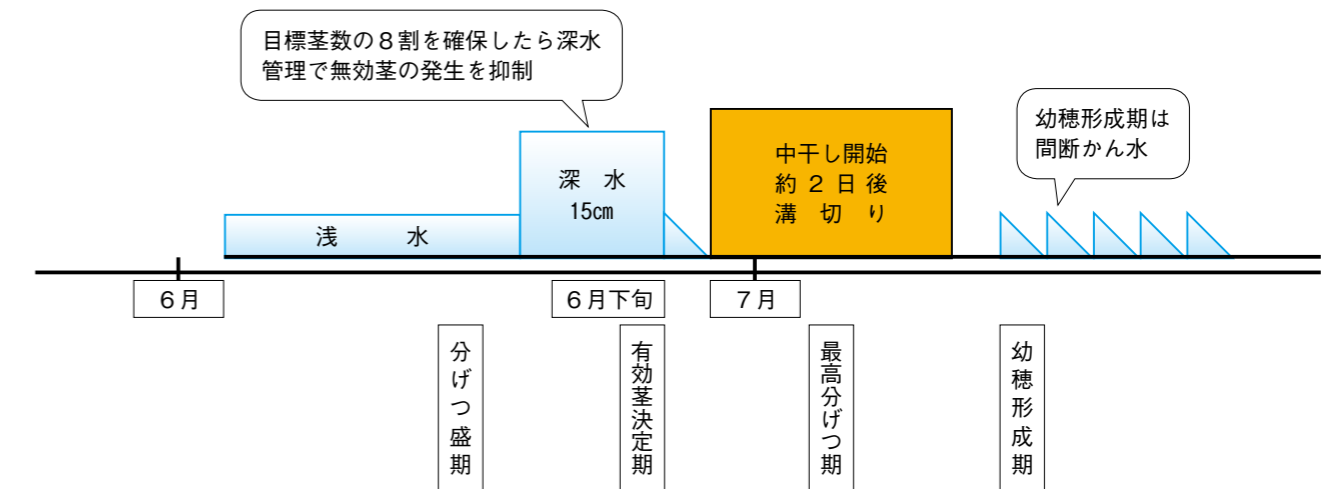 目標茎数の８割を確保したら深水
管理で無効茎の発生を抑制
幼穂形成期は
間断かん水
中干し開始
約２日後
溝切り
深水
15cm
浅水
６月
６月下旬
７月
分げつ盛期
有効茎決定期
最高分げつ期
幼穂形成期